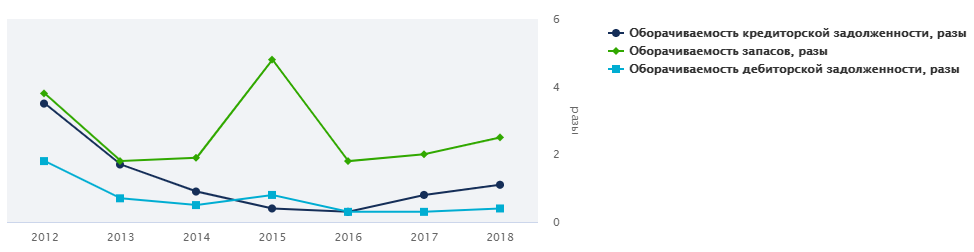 6
4
2
0
разы
2012 2013 2014 2015 2016 2017 2018
Оборачиваемость кредиторской задолженности, разы
Оборачиваемость запасов, разы
Оборачиваемость дебиторской задолженности, разы